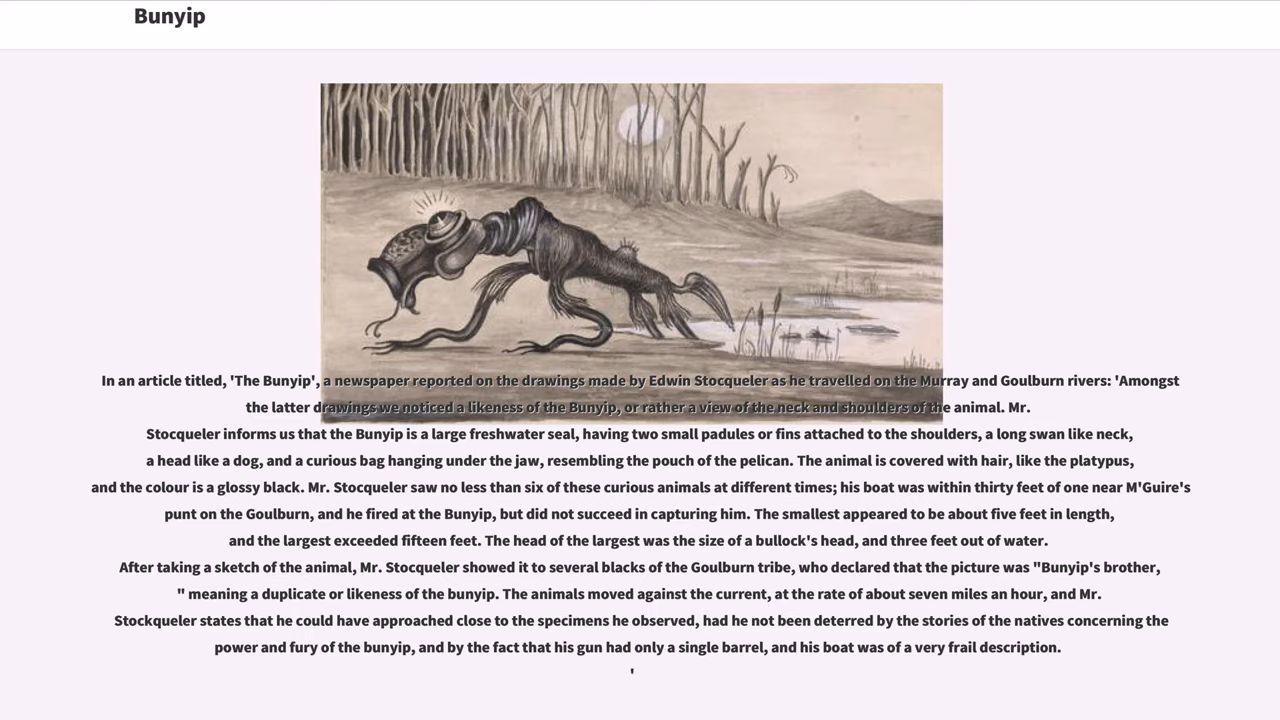 Bunyip
In an article titled, 'The Bunyip', a newspaper reported on the drawings made by Edwin Stocqueler as he travelled on the Murray and Goulburn rivers: 'Amongst
the latter drawings we noticed a likeness of the Bunyip, or rather a view of the neck and shoulders of the animal. Mr.
Stocqueler informs us that the Bunyip is a large freshwater seal, having two small padules or fins attached to the shoulders, a long swan like neck,
a head like a dog, and a curious bag hanging under the jaw, resembling the pouch of the pelican. The animal is covered with hair, like the platypus,
and the colour is a glossy black. Mr. Stocqueler saw no less than six of these curious animals at different times; his boat was within thirty feet of one near M'Guire's
punt on the Goulburn, and he fired at the Bunyip, but did not succeed in capturing him. The smallest appeared to be about five feet in length,
and the largest exceeded fifteen feet. The head of the largest was the size of a bullock's head, and three feet out of water.
After taking a sketch of the animal, Mr. Stocqueler showed it to several blacks of the Goulburn tribe, who declared that the picture was "Bunyip's brother,
" meaning a duplicate or likeness of the bunyip. The animals moved against the current, at the rate of about seven miles an hour, and Mr.
Stockqueler states that he could have approached close to the specimens he observed, had he not been deterred by the stories of the natives concerning the
power and fury of the bunyip, and by the fact that his gun had only a single barrel, and his boat was of a very frail description.
'